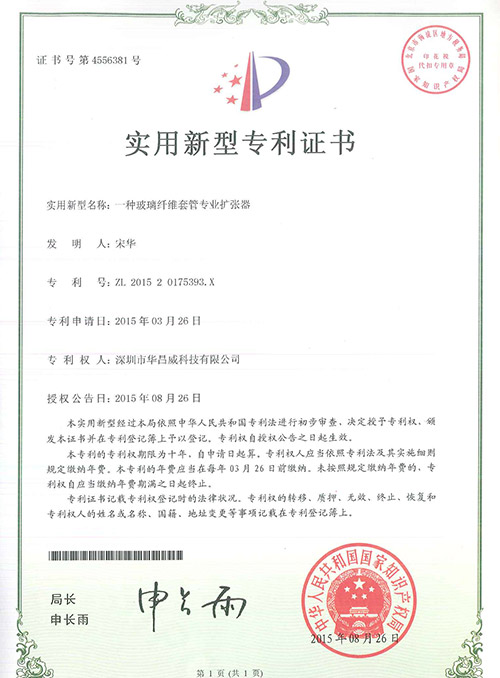 证书号第4556381号
印花税
代扣专用章
实用新型专利证书
实用新型名称：一种玻璃纤维套管专业扩张器
发明人：宋华
专利号：ZL 2015 2 0175393.X
专利申请日：2015年03月26日
专利权人：深圳市华昌威科技有限公司
授权公告日：2015年08月26日
本实用新型经过本局依照中华人民共和国专利法进行初步审查，决定授予专利权，颁
发本证书并在专利登记簿上予以登记。专利权自授权公告之日起生效。
本专利的专利权期限为十年，自申请日起算。专利权人应当依照专利法及其实施细则
规定缴纳年费。本专利的年费应当在每年03月26日前缴纳。未按照规定缴纳年费的，专
利权自应当缴纳年费期满之日起终止。
专利证书记载专利权登记时的法律状况。专利权的转移、质押、无效、终止、恢复和
专利权人的姓名或名称、国籍、地址变更等事项记载在专利登记簿上。
局长
申长雨
申长雨
中华人民共和国国家知识产权局
2015年08月26日
第1页(共1页)